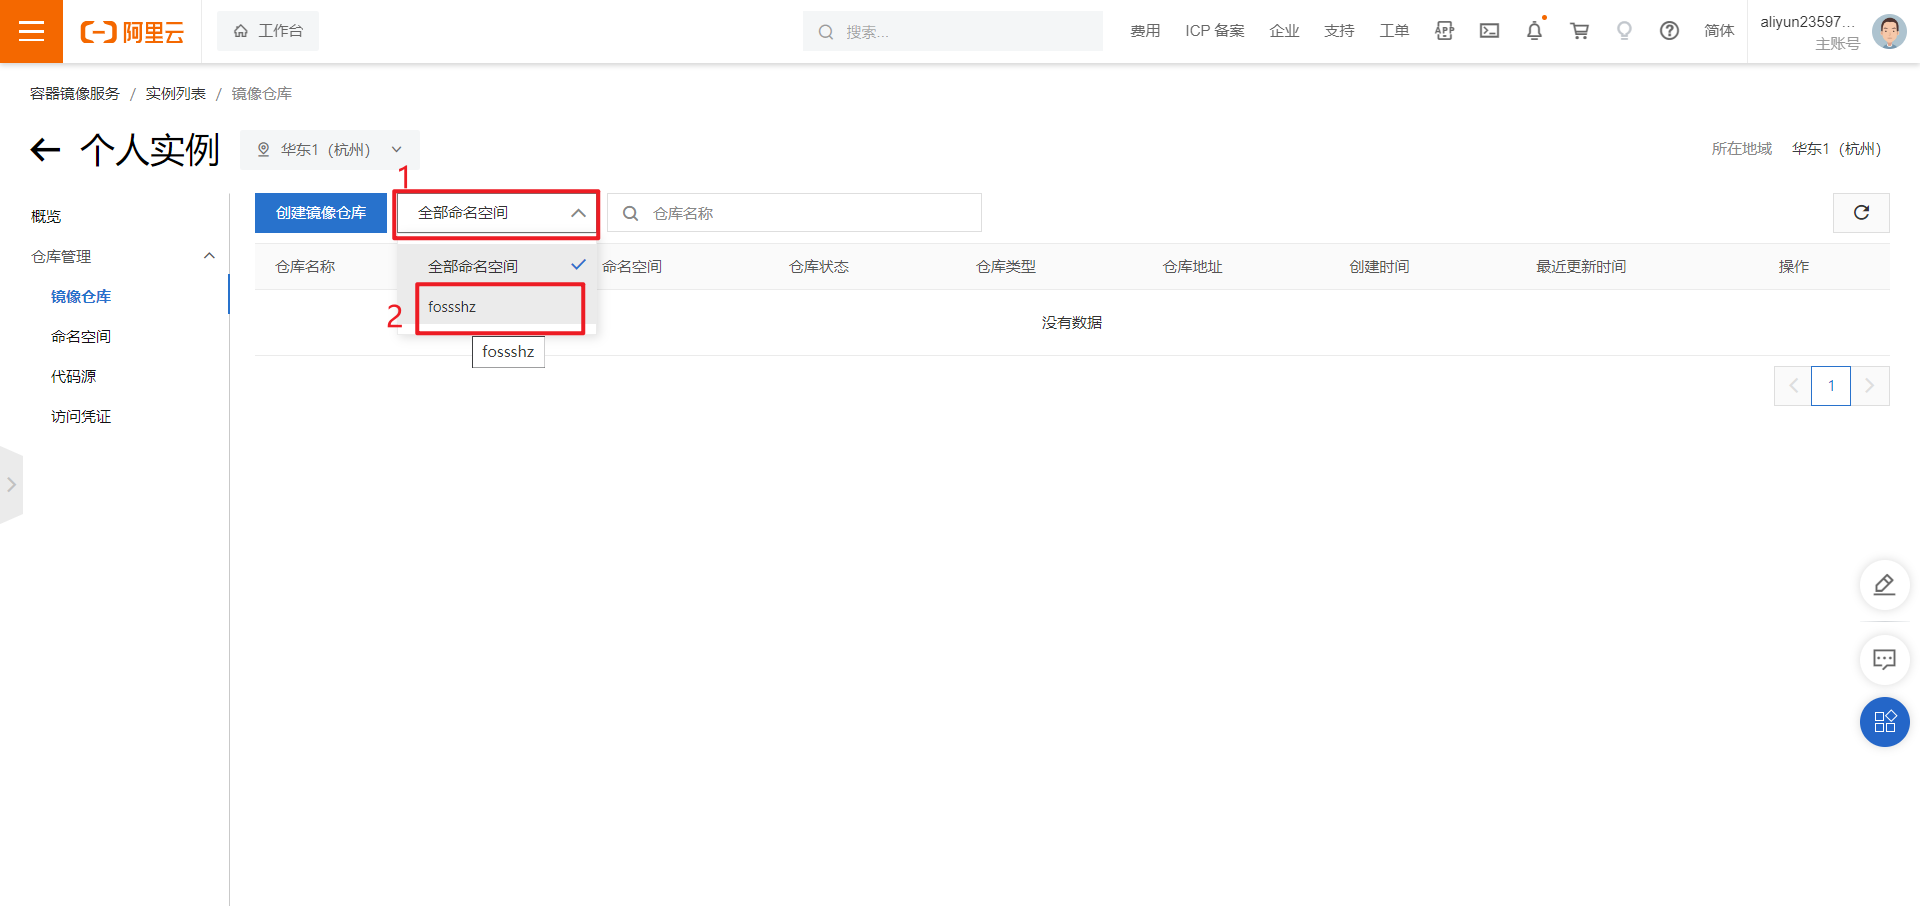 阿里云
工作台
搜索...
费用
ICP 备案
企业
支持
工单
APP
简体
aliyun23597...
主账号
容器镜像服务 / 实例列表 / 镜像仓库
个人实例
华东1（杭州）
所在地域 华东1（杭州）
1
概览
仓库管理
镜像仓库
命名空间
代码源
访问凭证
创建镜像仓库
全部命名空间
仓库名称
仓库名称
命名空间
仓库状态
仓库类型
仓库地址
创建时间
最近更新时间
操作
全部命名空间
2
fossshz
fossshz
没有数据
1